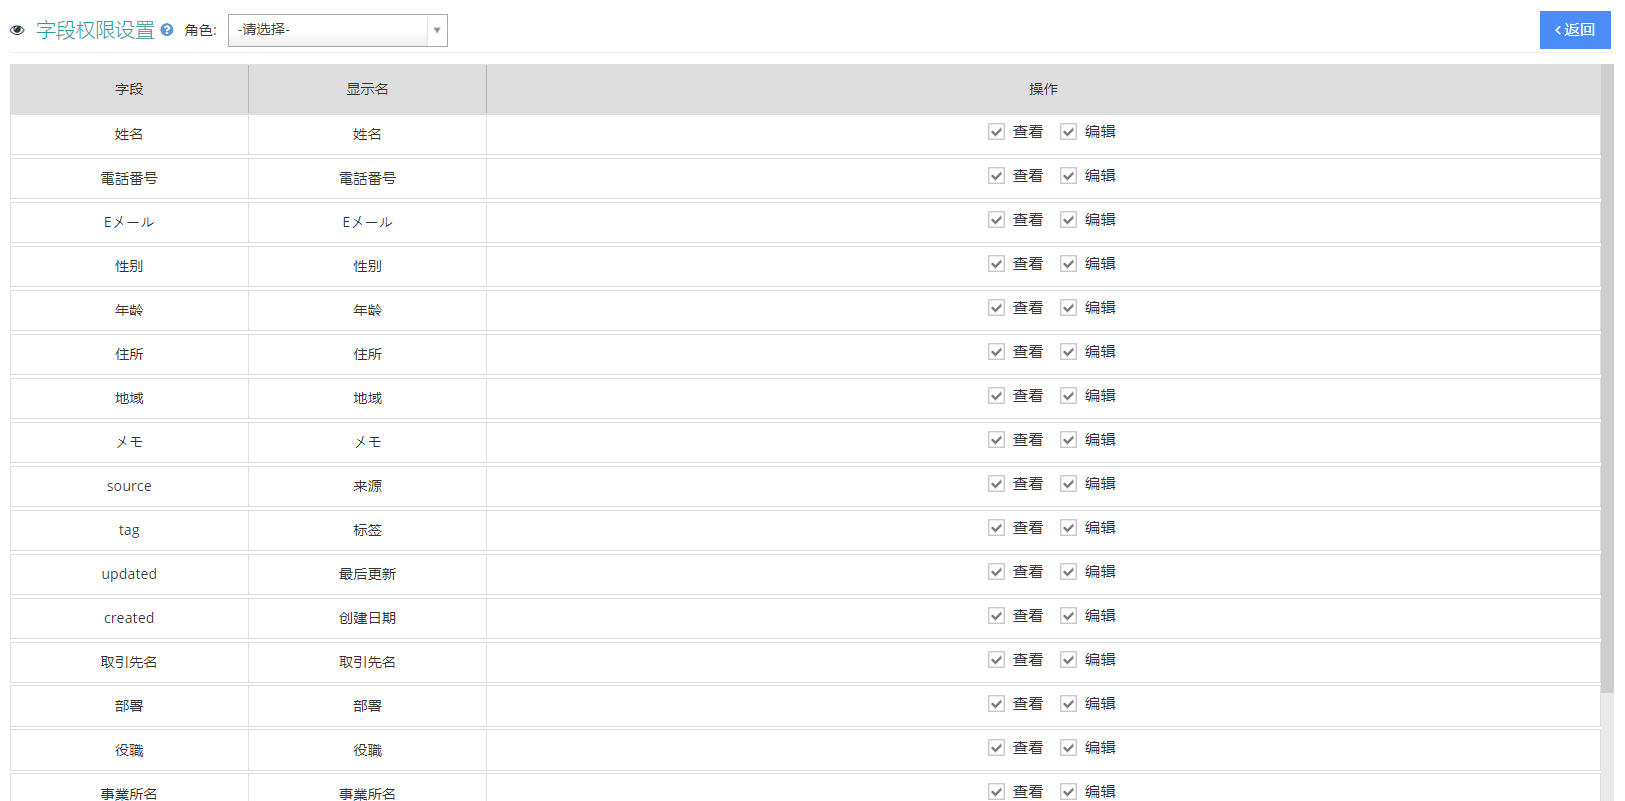 字段权限设置 角色: -请选择- 返回
字段 显示名 操作
姓名 姓名 查看 编辑
電話番号 電話番号 查看 编辑
Eメール Eメール 查看 编辑
性别 性别 查看 编辑
年齢 年齢 查看 编辑
住所 住所 查看 编辑
地域 地域 查看 编辑
メモ メモ 查看 编辑
source 来源 查看 编辑
tag 标签 查看 编辑
updated 最后更新 查看 编辑
created 创建日期 查看 编辑
取引先名 取引先名 查看 编辑
部署 部署 查看 编辑
役職 役職 查看 编辑
事業所名 事業所名 查看 编辑